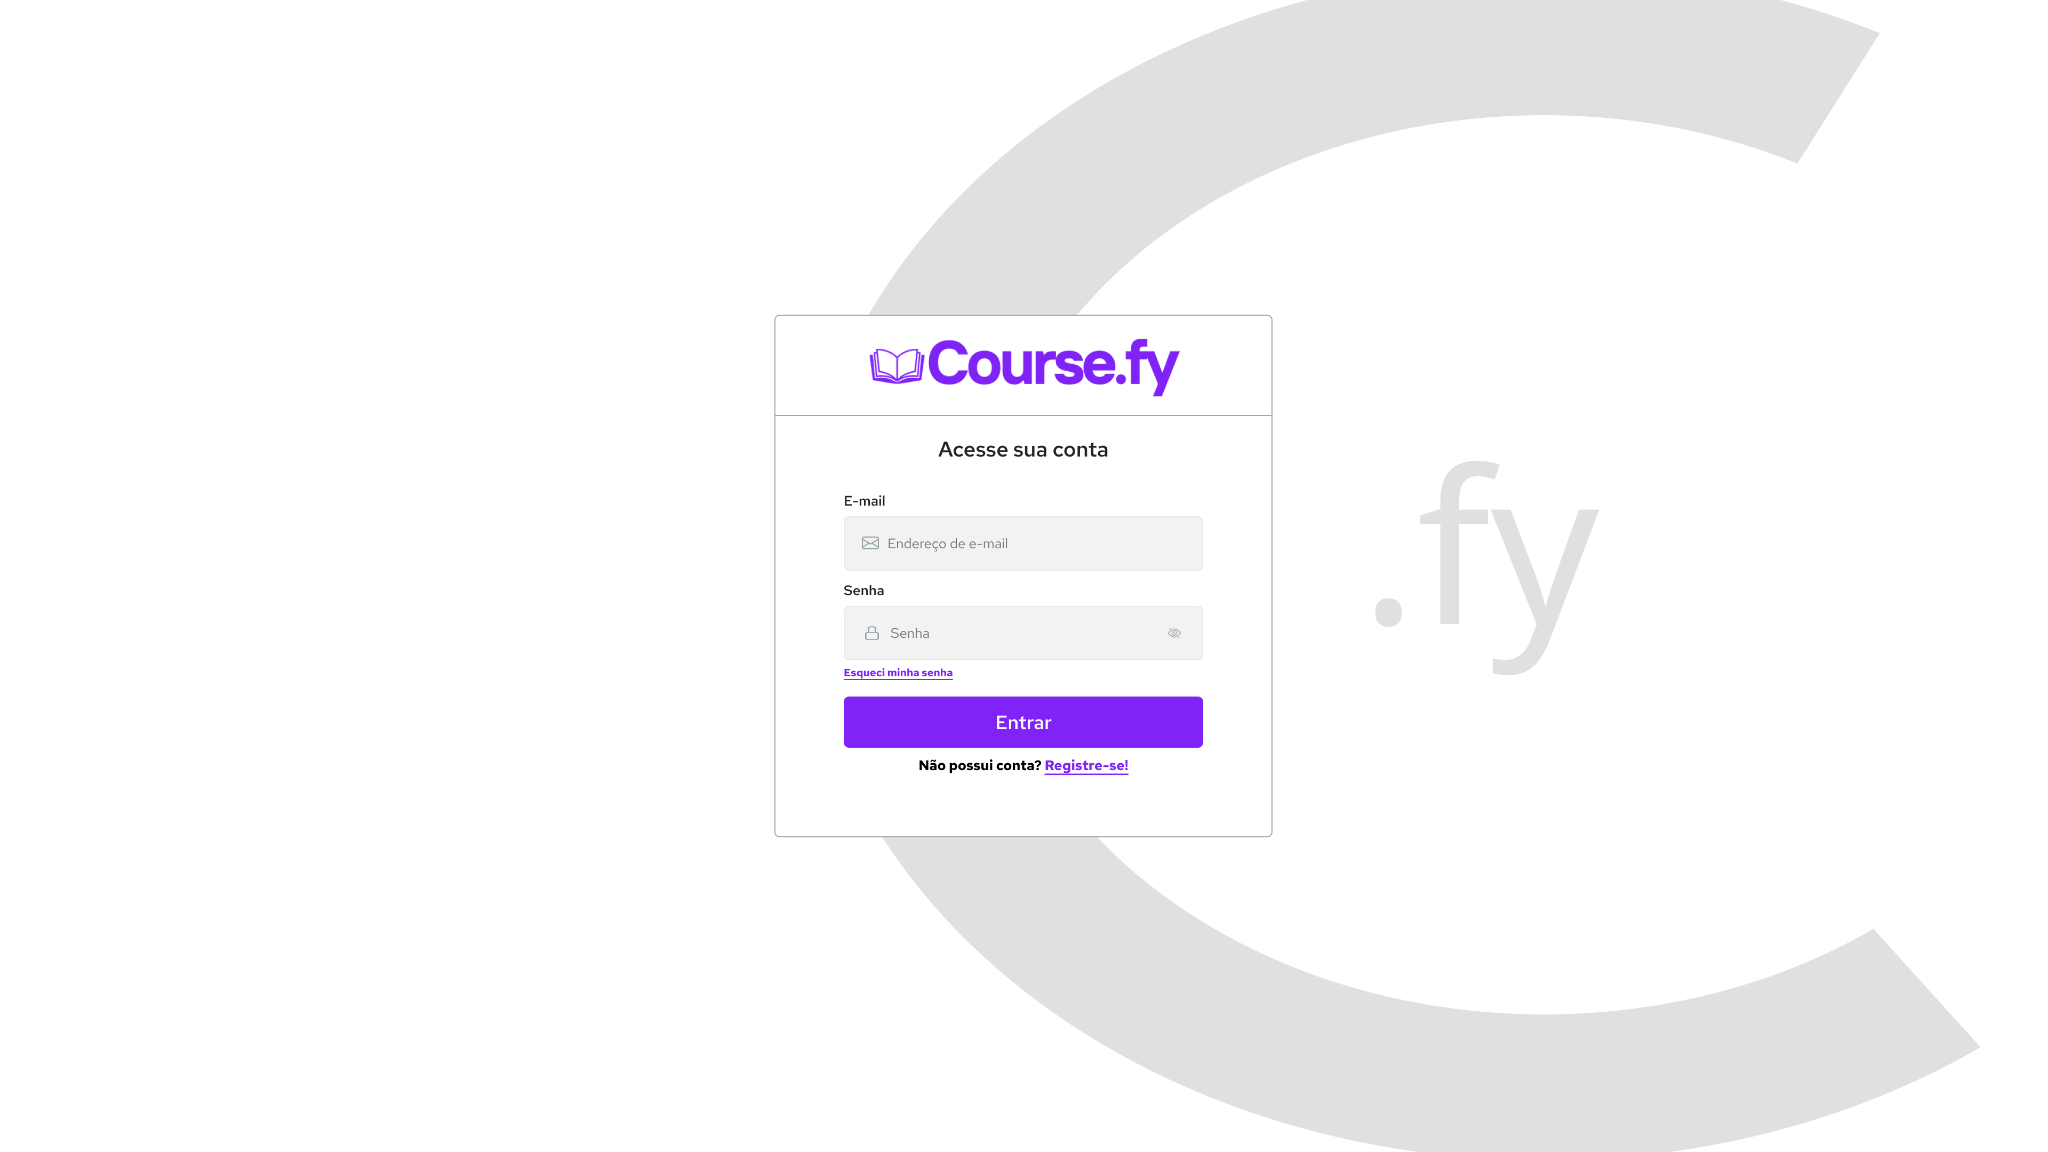 Course.fy
Acesse sua conta
E-mail
Endereço de e-mail
Senha
Senha
Esqueci minha senha
Entrar
Não possui conta? Registre-se!
C
.fy